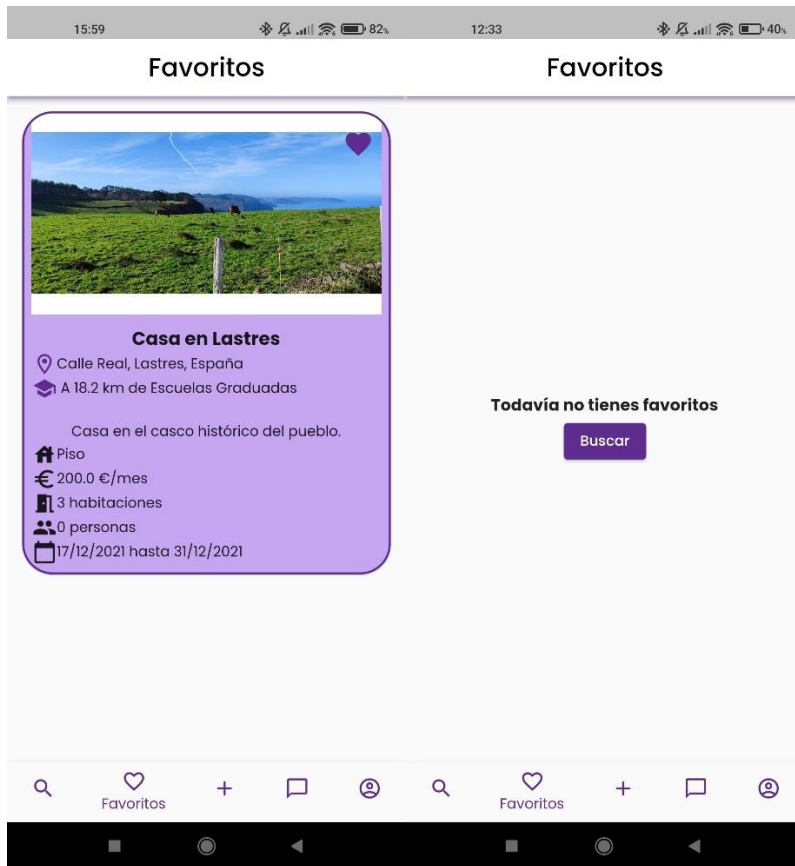 15:59
82%
Favoritos
Casa en Lastres
Calle Real, Lastres, España
A 18.2 km de Escuelas Graduadas
Casa en el casco histórico del pueblo.
Piso
200.0 €/mes
3 habitaciones
0 personas
17/12/2021 hasta 31/12/2021
Favoritos
12:33
40%
Favoritos
Todavía no tienes favoritos
Buscar
Favoritos